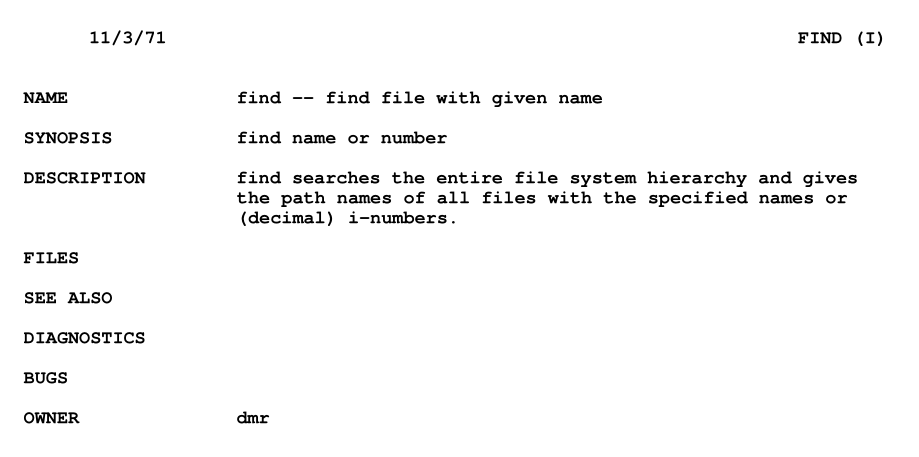 11/3/71 FIND (I)
NAME find -- find file with given name
SYNOPSIS find name or number
DESCRIPTION find searches the entire file system hierarchy and gives
the path names of all files with the specified names or
(decimal) i-numbers.
FILES
SEE ALSO
DIAGNOSTICS
BUGS
OWNER dmr